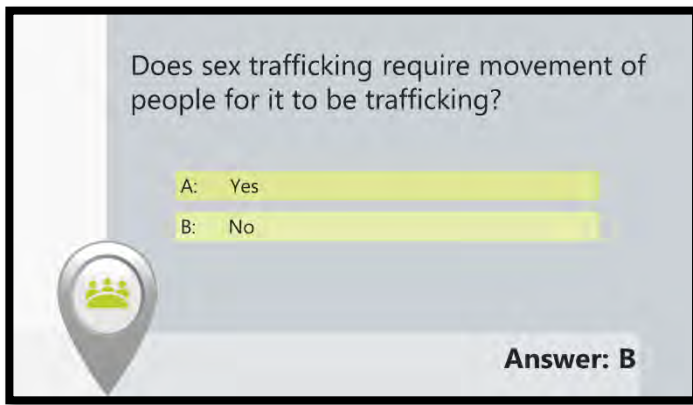 Does sex trafficking require movement of
people for it to be trafficking?
A: Yes
B: No
Answer: B